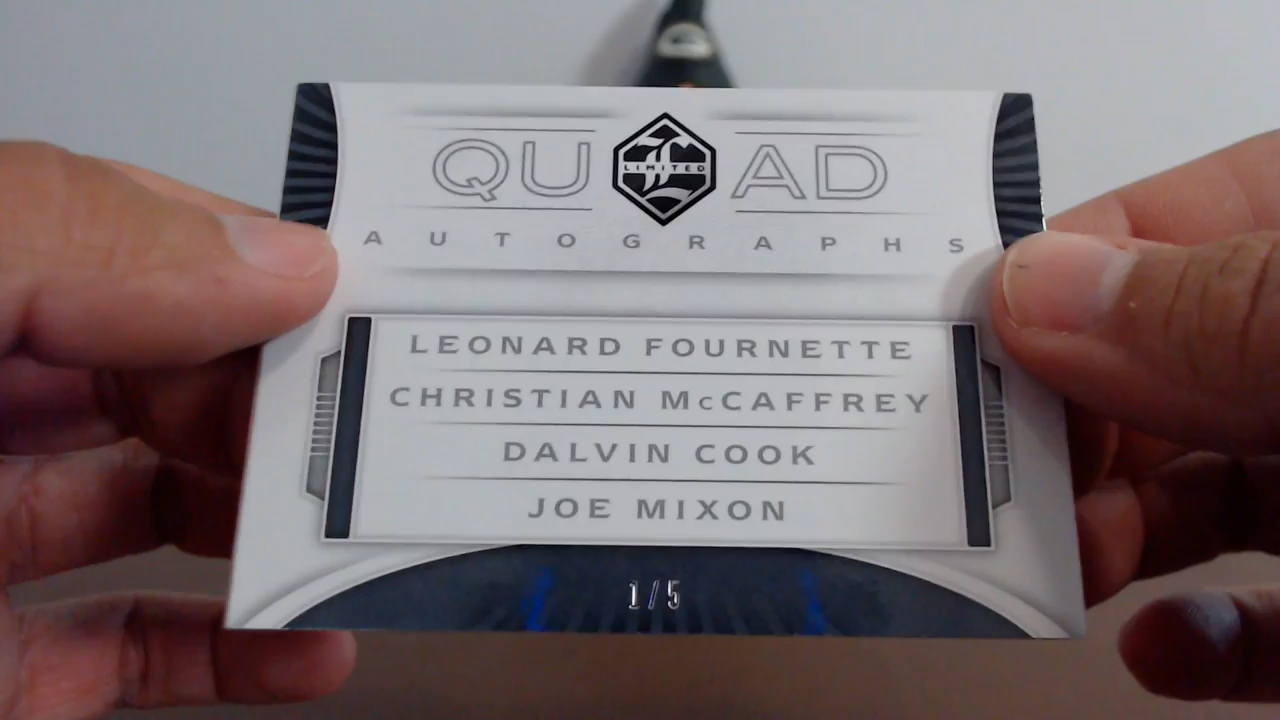 QU AD
LIMITED
AUTOGRAPHS
LEONARD FOURNETTE
CHRISTIAN McCAFFREY
DALVIN COOK
JOE MIXON
1/5